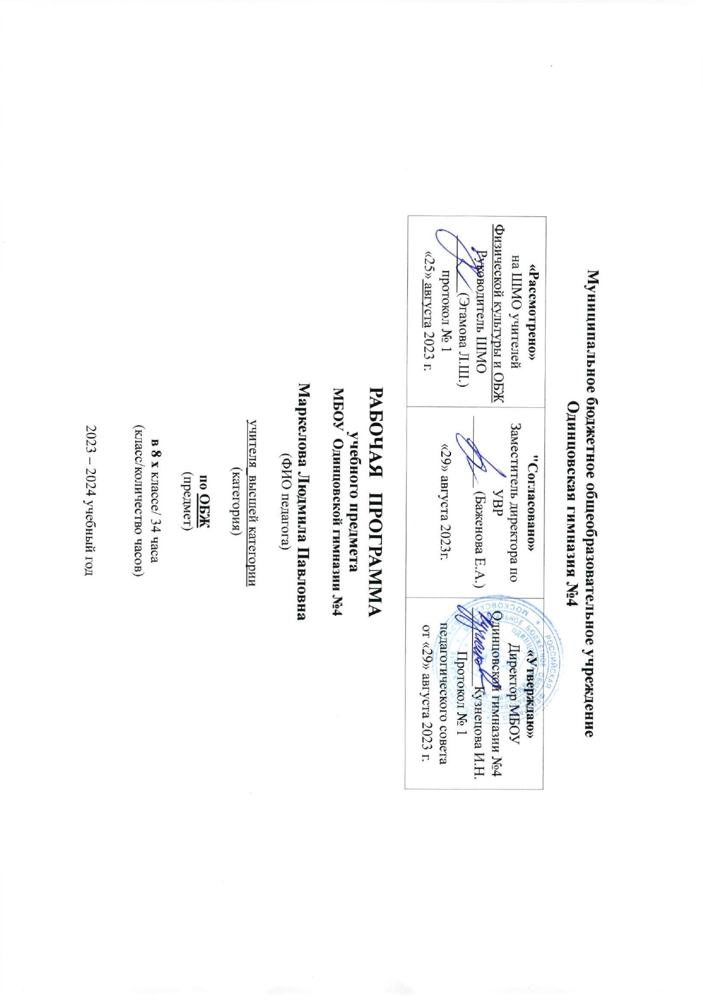 Муниципальное бюджетное общеобразовательное учреждение
Одинцовская гимназия №4
«Рассмотрено»
на ШМО учителей
Физической культуры и ОБЖ
Руководитель ШМО
(Эгамова Л.Ш.)
протокол № 1
«25» августа 2023 г.
"Согласовано»
Заместитель директора по
УВР
(Баженова Е.А.)
«29» августа 2023г.
«Утверждаю»
Директор МБОУ
Одинцовской гимназии №4
Кузнецова И.Н.
Протокол № 1
педагогического совета
от «29» августа 2023 г.
РОССИЙСКАЯ
РАБОЧАЯ ПРОГРАММА
учебного предмета
МБОУ Одинцовской гимназии №4
Маркелова Людмила Павловна
(ФИО педагога)
учителя высшей категории
(категория)
по ОБЖ
(предмет)
в 8 х классе/ 34 часа
(класс/количество часов)
2023 – 2024 учебный год